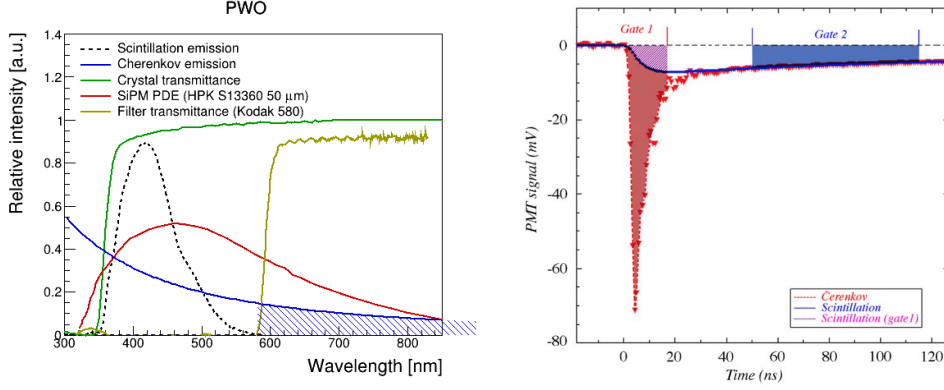 PWO
Relative intensity [a.u.]
1.4
1.2
1
0.8
0.6
0.4
0.2
0
Scintillation emission
Cherenkov emission
Crystal transmittance
SiPM PDE (HPK S13360 50 μm)
Filter transmittance (Kodak 580)
300 400 500 600 700 800
Wavelength [nm]
Gate 1
Gate 2
PMT signal (mV)
0
-20
-40
-60
-80
Čerenkov
Scintillation
Scintillation (gate1)
0 20 40 60 80 100 120
Time (ns)